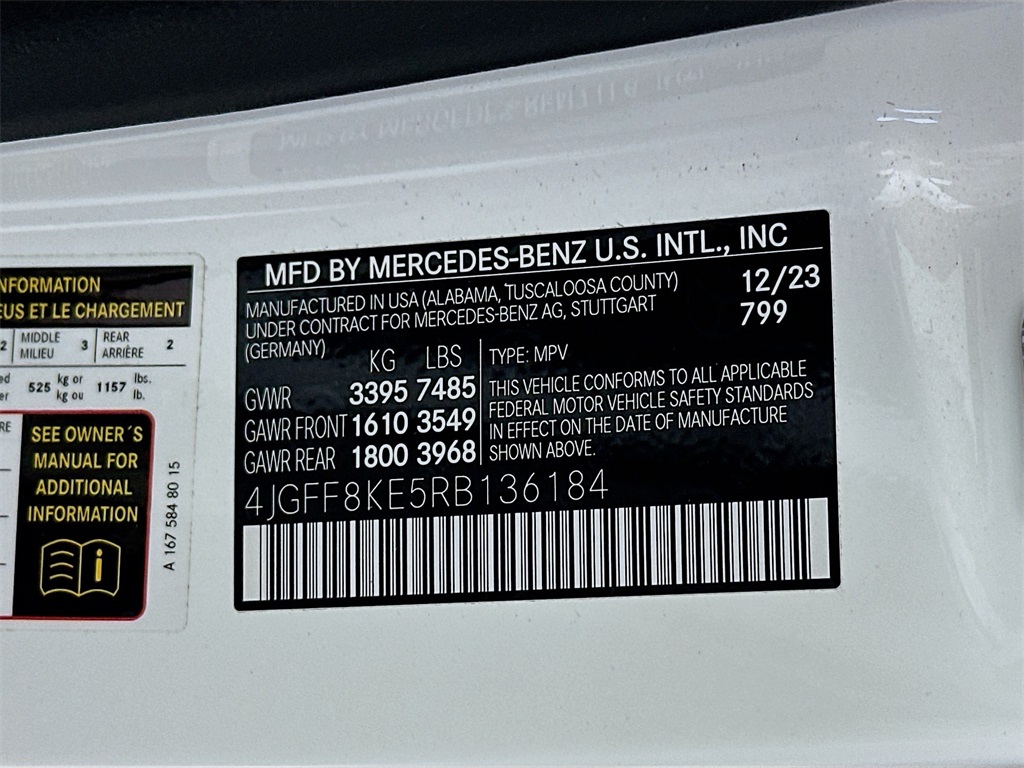 NFORMATION
EUS ET LE CHARGEMENT
2 MIDDLE MILIEU 3 REAR ARRIÈRE 2
525 kg or kg ou 1157 lbs. lb.
SEE OWNER´S
MANUAL FOR
ADDITIONAL
INFORMATION
i
A 167 584 80 15
MFD BY MERCEDES-BENZ U.S. INTL., INC
MANUFACTURED IN USA (ALABAMA, TUSCALOOSA COUNTY) 12/23
UNDER CONTRACT FOR MERCEDES-BENZ AG, STUTTGART 799
(GERMANY)
KG LBS
GVWR 3395 7485
GAWR FRONT 1610 3549
GAWR REAR 1800 3968
TYPE: MPV
THIS VEHICLE CONFORMS TO ALL APPLICABLE
FEDERAL MOTOR VEHICLE SAFETY STANDARDS
IN EFFECT ON THE DATE OF MANUFACTURE
SHOWN ABOVE.
4JGFF8KE5RB136184